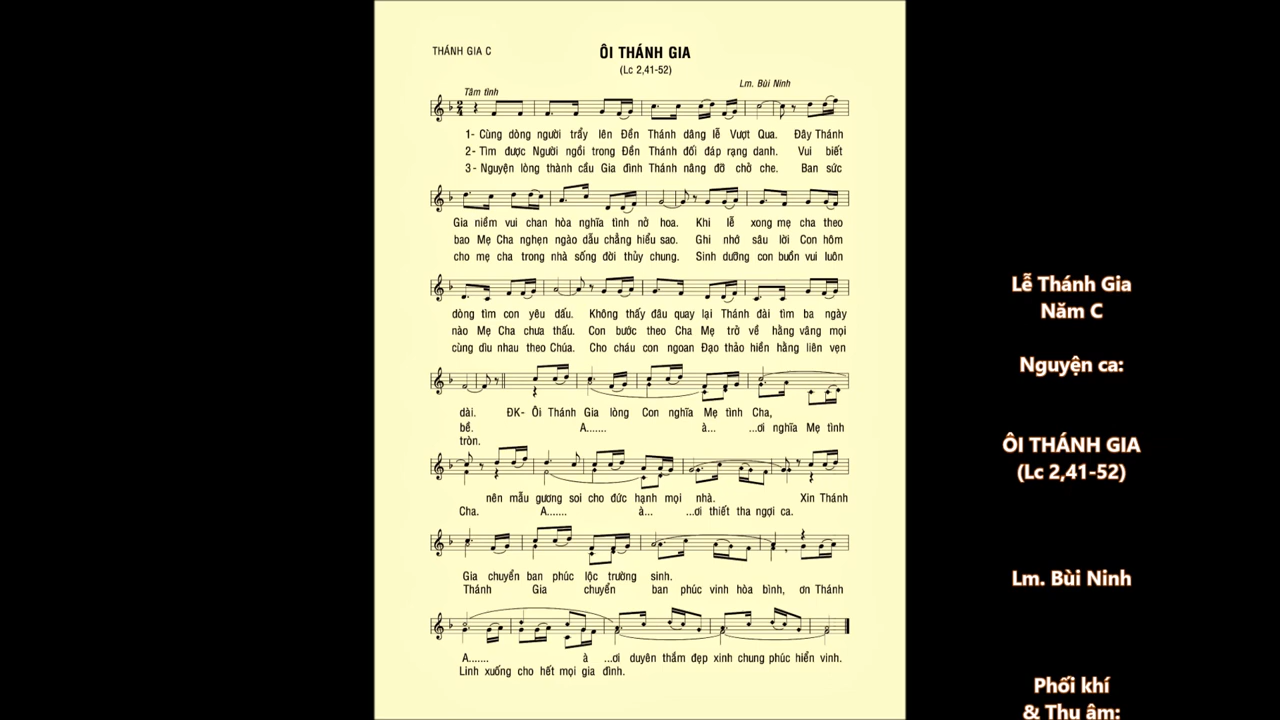 THÁNH GIA C
ÔI THÁNH GIA
(Lc 2,41-52)
Lm. Bùi Ninh
Tâm tình
1- Cùng dòng người trẩy lên Đền Thánh dâng lễ Vượt Qua. Đây Thánh
2- Tìm được Người ngồi trong Đền Thánh đối đáp rạng danh. Vui biết
3- Nguyện lòng thành cầu Gia đình Thánh nâng đỡ chở che. Ban sức
Gia niềm vui chan hòa nghĩa tình nở hoa. Khi lễ xong mẹ cha theo
bao Mẹ Cha nghẹn ngào dẫu chẳng hiểu sao. Ghi nhớ sâu lời Con hôm
cho mẹ cha trong nhà sống đời thủy chung. Sinh dưỡng con buồn vui luôn
dòng tìm con yêu dấu. Không thấy đâu quay lại Thánh đài tìm ba ngày
nào Mẹ Cha chưa thấu. Con bước theo Cha Mẹ trở về hằng vâng mọi
cùng dìu nhau theo Chúa. Cho cháu con ngoan Đạo thảo hiền hằng liên vẹn
dài. ĐK- Ôi Thánh Gia lòng Con nghĩa Mẹ tình Cha,
bề. A....... à... ...ơi nghĩa Mẹ tình
tròn.
nên mẫu gương soi cho đức hạnh mọi nhà. Xin Thánh
Cha. A....... à... ...ơi thiết tha ngợi ca.
Gia chuyển ban phúc lộc trường sinh.
Thánh Gia chuyển ban phúc vinh hòa bình, ơn Thánh
A....... à ...ơi duyên thắm đẹp xinh chung phúc hiển vinh.
Linh xuống cho hết mọi gia đình.
Lễ Thánh Gia
Năm C
Nguyện ca:
ÔI THÁNH GIA
(Lc 2,41-52)
Lm. Bùi Ninh
Phối khí
& Thu âm: